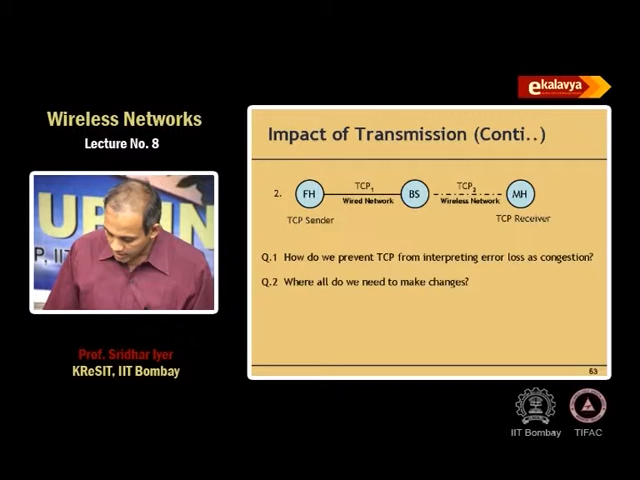 ekalavya
Wireless Networks
Lecture No. 8
Impact of Transmission (Conti..)
2.
FH
TCP1
Wired Network
BS
TCP2
Wireless Network
MH
TCP Sender
TCP Receiver
Q.1 How do we prevent TCP from interpreting error loss as congestion?
Q.2 Where all do we need to make changes?
Prof. Sridhar Iyer
KReSIT, IIT Bombay
53
IIT Bombay
TIFAC